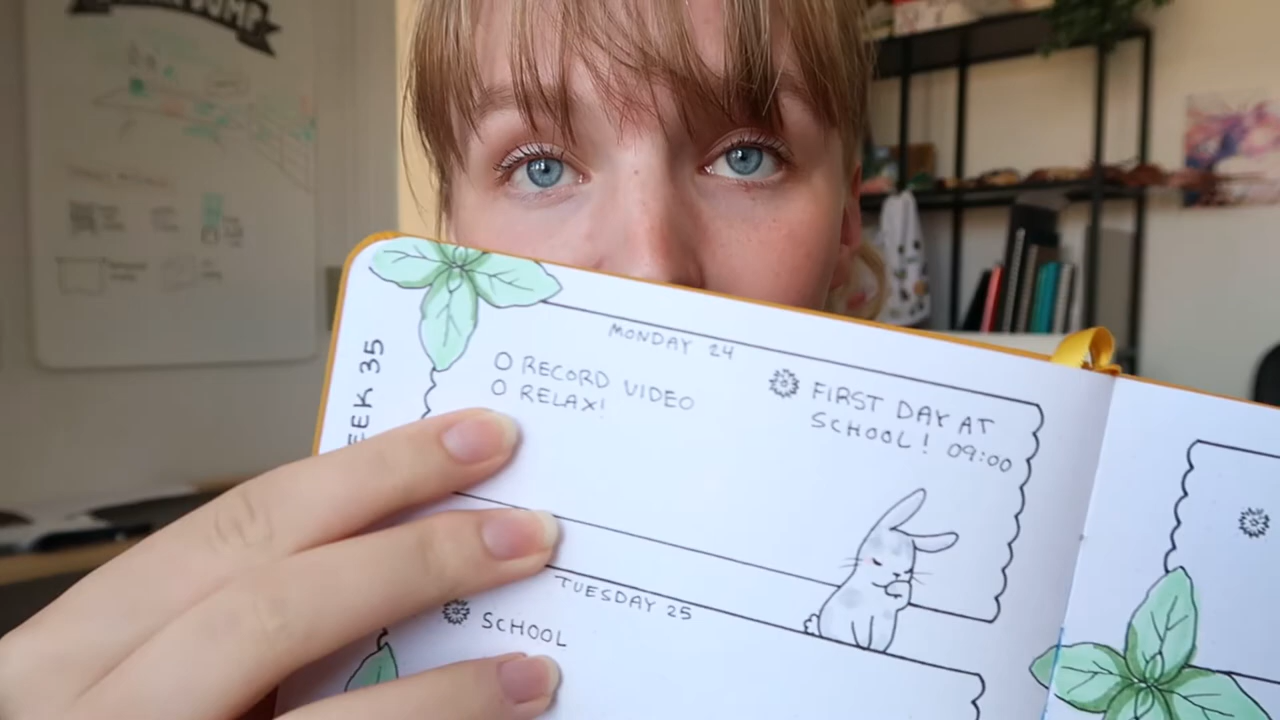 WEEK 35
MONDAY 24
O RECORD VIDEO
O RELAX!
FIRST DAY AT
SCHOOL! 09:00
TUESDAY 25
SCHOOL